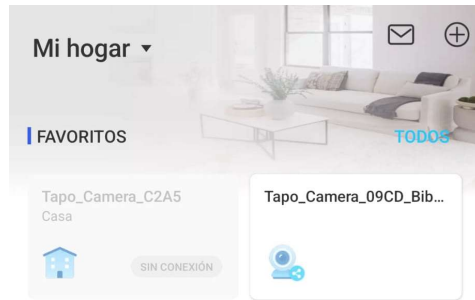 Mi hogar
FAVORITOS
TODOS
Tapo_Camera_C2A5
Casa
SIN CONEXIÓN
Tapo_Camera_09CD_Bib...